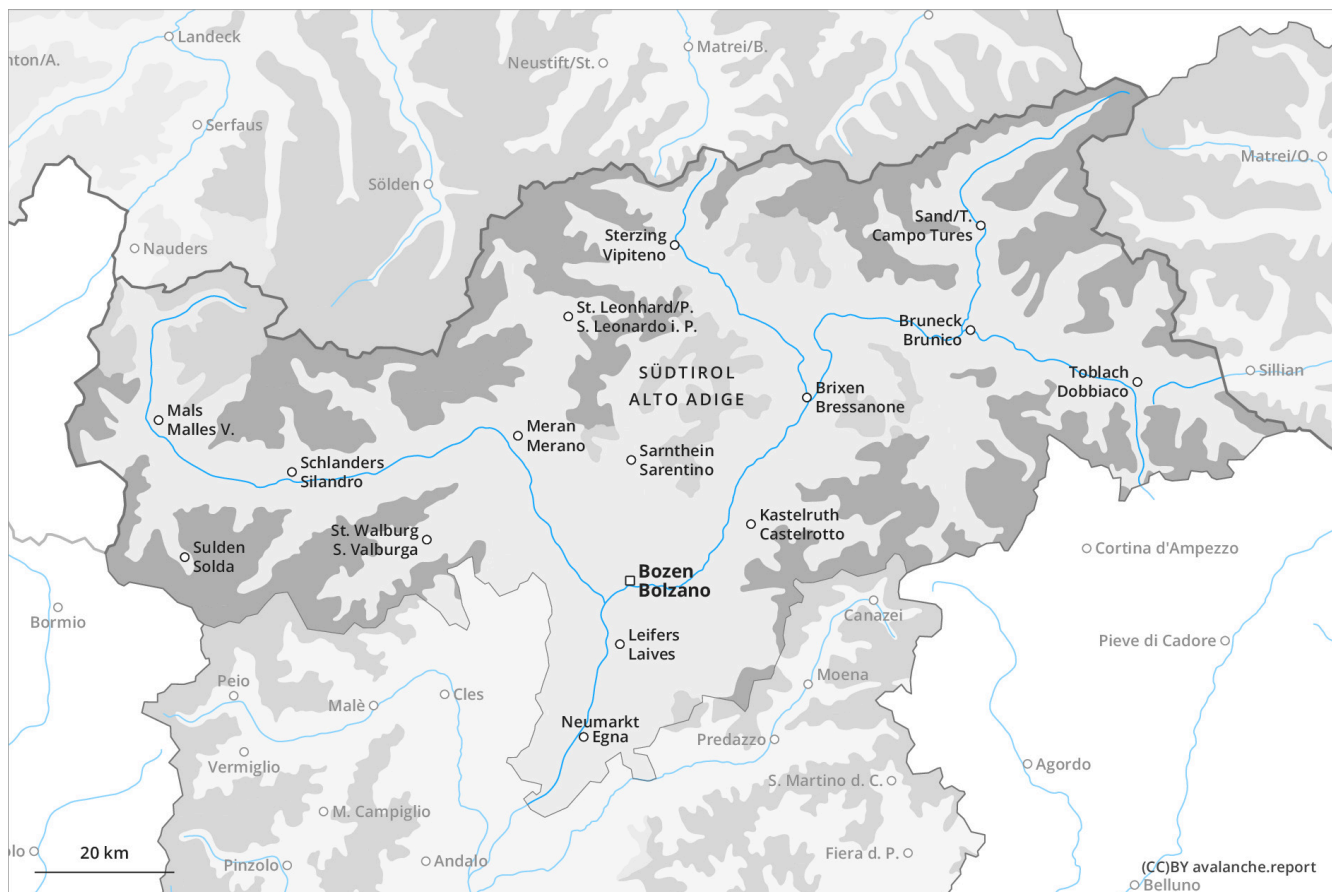 Landeck
nton/A.
Matrei/B.
Neustift/St.
Serfaus
Matrei/O.
Sölden
Sand/T.
Campo Tures
Sterzing
Vipiteno
Nauders
St. Leonhard/P.
S. Leonardo i. P.
Bruneck
Brunico
SÜDTIROL
ALTO ADIGE
Toblach
Dobbiaco
Sillian
Brixen
Bressanone
Mals
Malles V.
Meran
Merano
Sarnthein
Sarentino
Schlanders
Silandro
Kastelruth
Castelrotto
St. Walburg
S. Valburga
Sulden
Solda
Cortina d'Ampezzo
Bozen
Bolzano
Bormio
Canazei
Leifers
Laives
Pieve di Cadore
Peio
Moena
Malè
Cles
Neumarkt
Egna
Predazzo
Vermiglio
Agordo
S. Martino d. C.
M. Campiglio
olo
20 km
Pinzolo
Andalo
Fiera d. P.
(CC)BY avalanche.report
Belluno